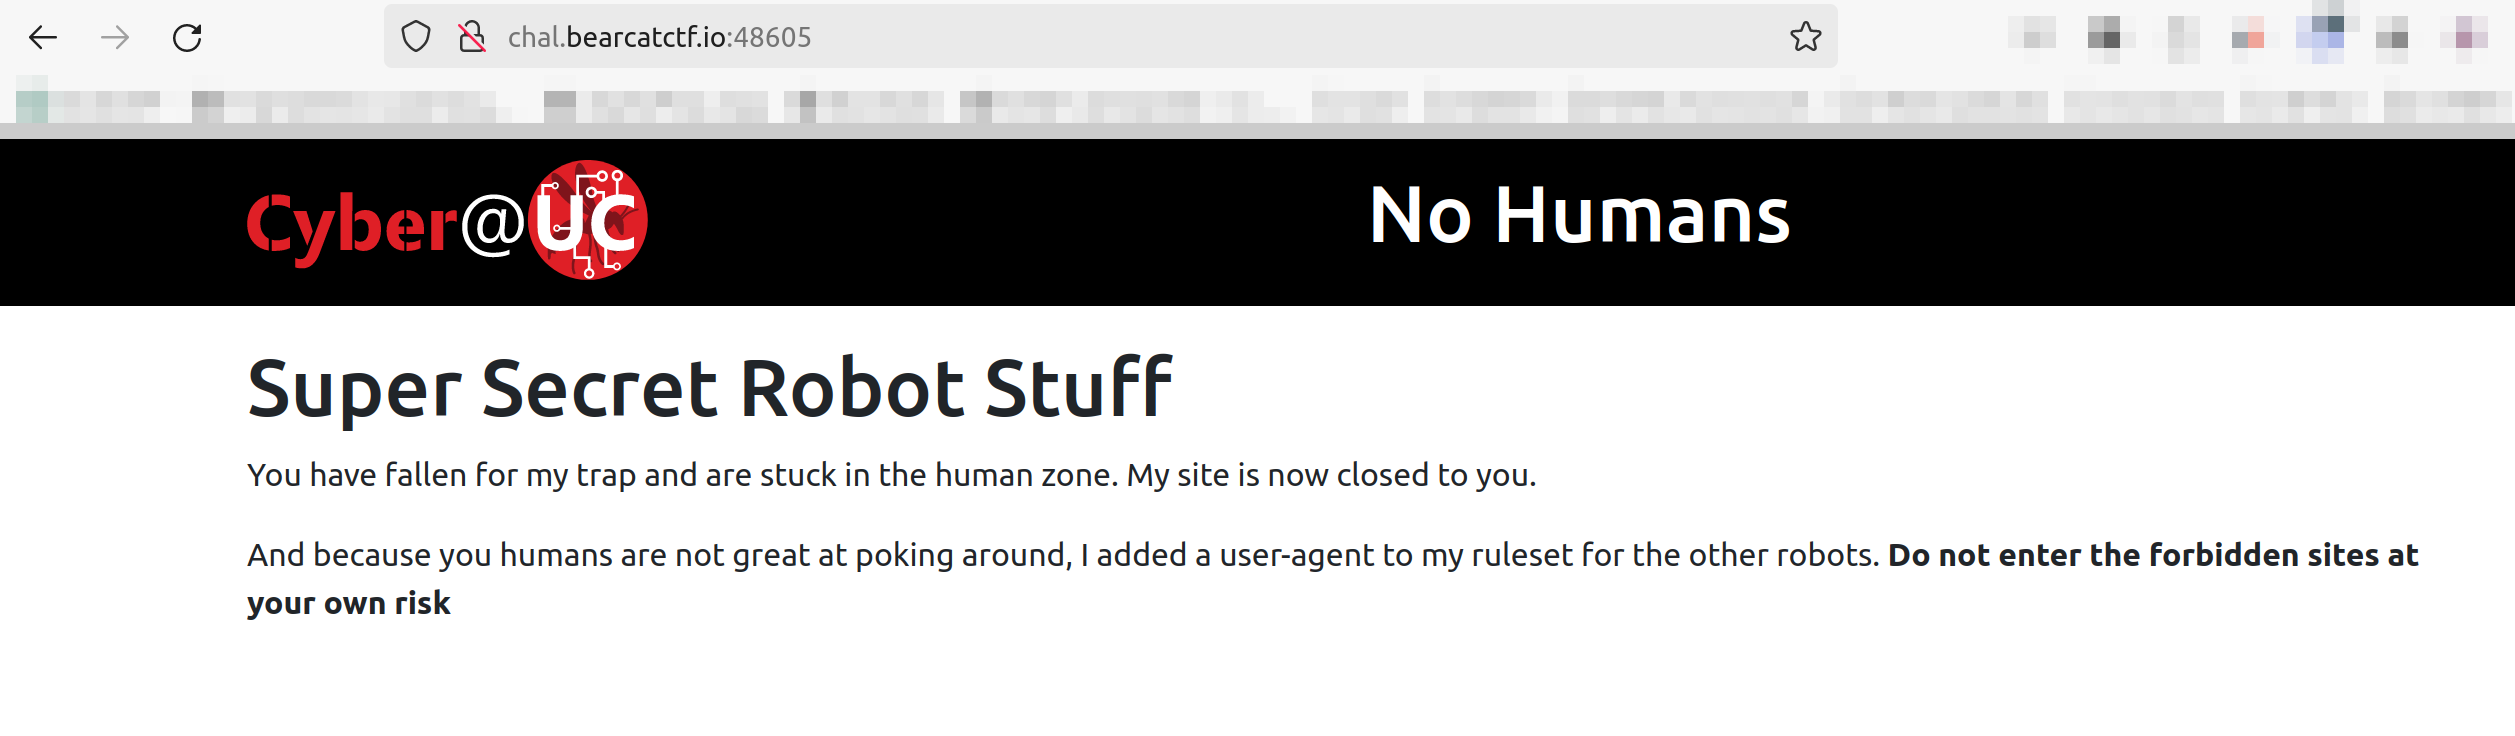 chal.bearcatctf.io:48605
Cyber@UC
No Humans
Super Secret Robot Stuff
You have fallen for my trap and are stuck in the human zone. My site is now closed to you.
And because you humans are not great at poking around, I added a user-agent to my ruleset for the other robots. Do not enter the forbidden sites at
your own risk